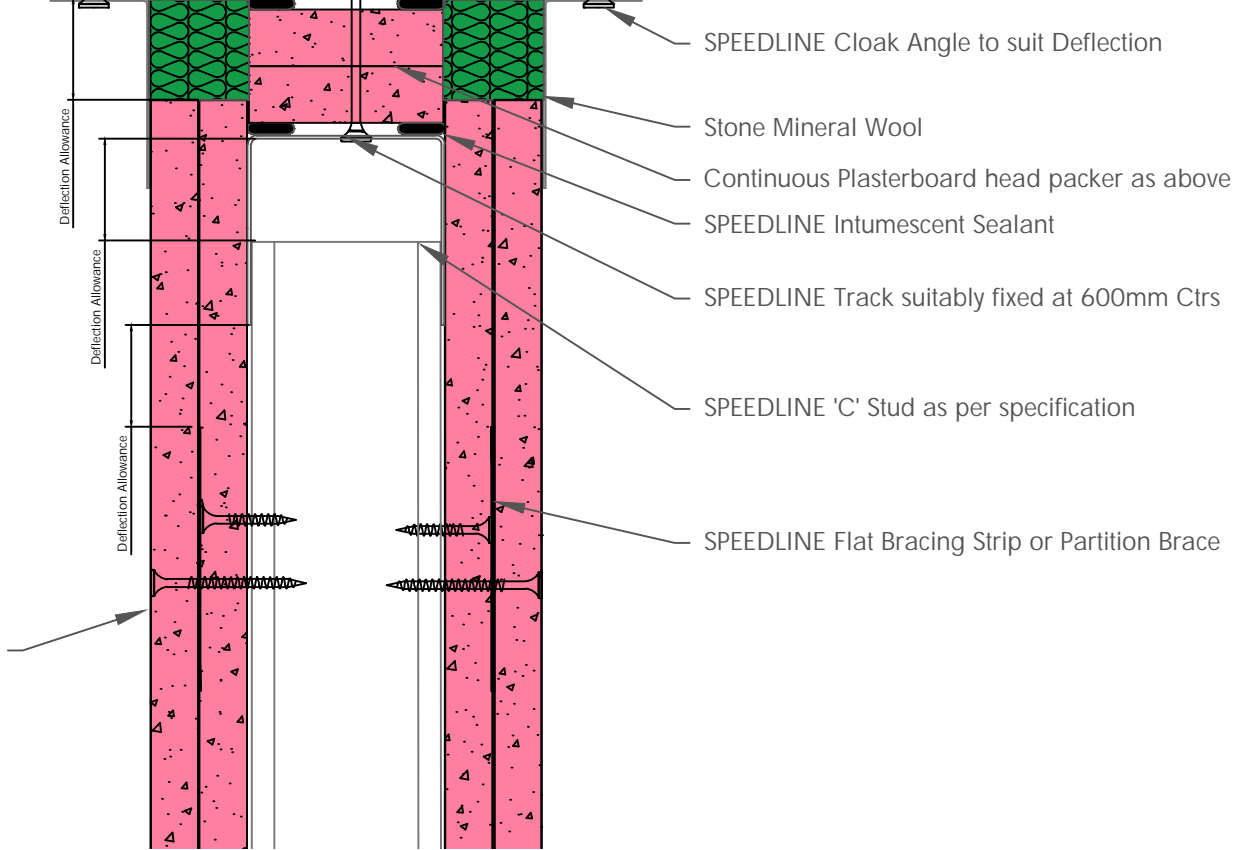 SPEEDLINE Cloak Angle to suit Deflection
Stone Mineral Wool
Continuous Plasterboard head packer as above
SPEEDLINE Intumescent Sealant
SPEEDLINE Track suitably fixed at 600mm Ctrs
SPEEDLINE 'C' Stud as per specification
SPEEDLINE Flat Bracing Strip or Partition Brace
Deflection Allowance
Deflection Allowance
Deflection Allowance